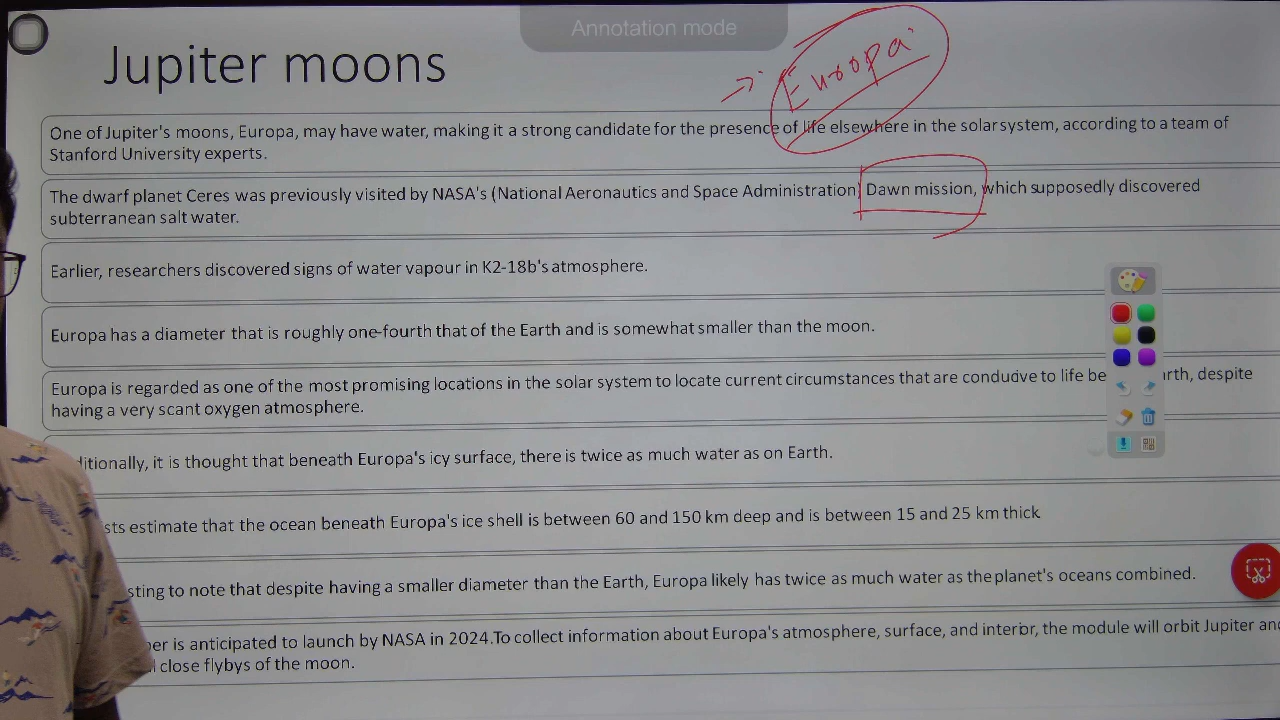 Annotation mode
Jupiter moons
Europa
One of Jupiter's moons, Europa, may have water, making it a strong candidate for the presence of life elsewhere in the solar system, according to a team of
Stanford University experts.
The dwarf planet Ceres was previously visited by NASA's (National Aeronautics and Space Administration) Dawn mission, which supposedly discovered
subterranean salt water.
Earlier, researchers discovered signs of water vapour in K2-18b's atmosphere.
Europa has a diameter that is roughly one-fourth that of the Earth and is somewhat smaller than the moon.
Europa is regarded as one of the most promising locations in the solar system to locate current circumstances that are conducive to life be rth, despite
having a very scant oxygen atmosphere.
ditionally, it is thought that beneath Europa's icy surface, there is twice as much water as on Earth.
sts estimate that the ocean beneath Europa's ice shell is between 60 and 150 km deep and is between 15 and 25 km thick
sting to note that despite having a smaller diameter than the Earth, Europa likely has twice as much water as the planet's oceans combined.
er is anticipated to launch by NASA in 2024.To collect information about Europa's atmosphere, surface, and interior, the module will orbit Jupiter and
close flybys of the moon.